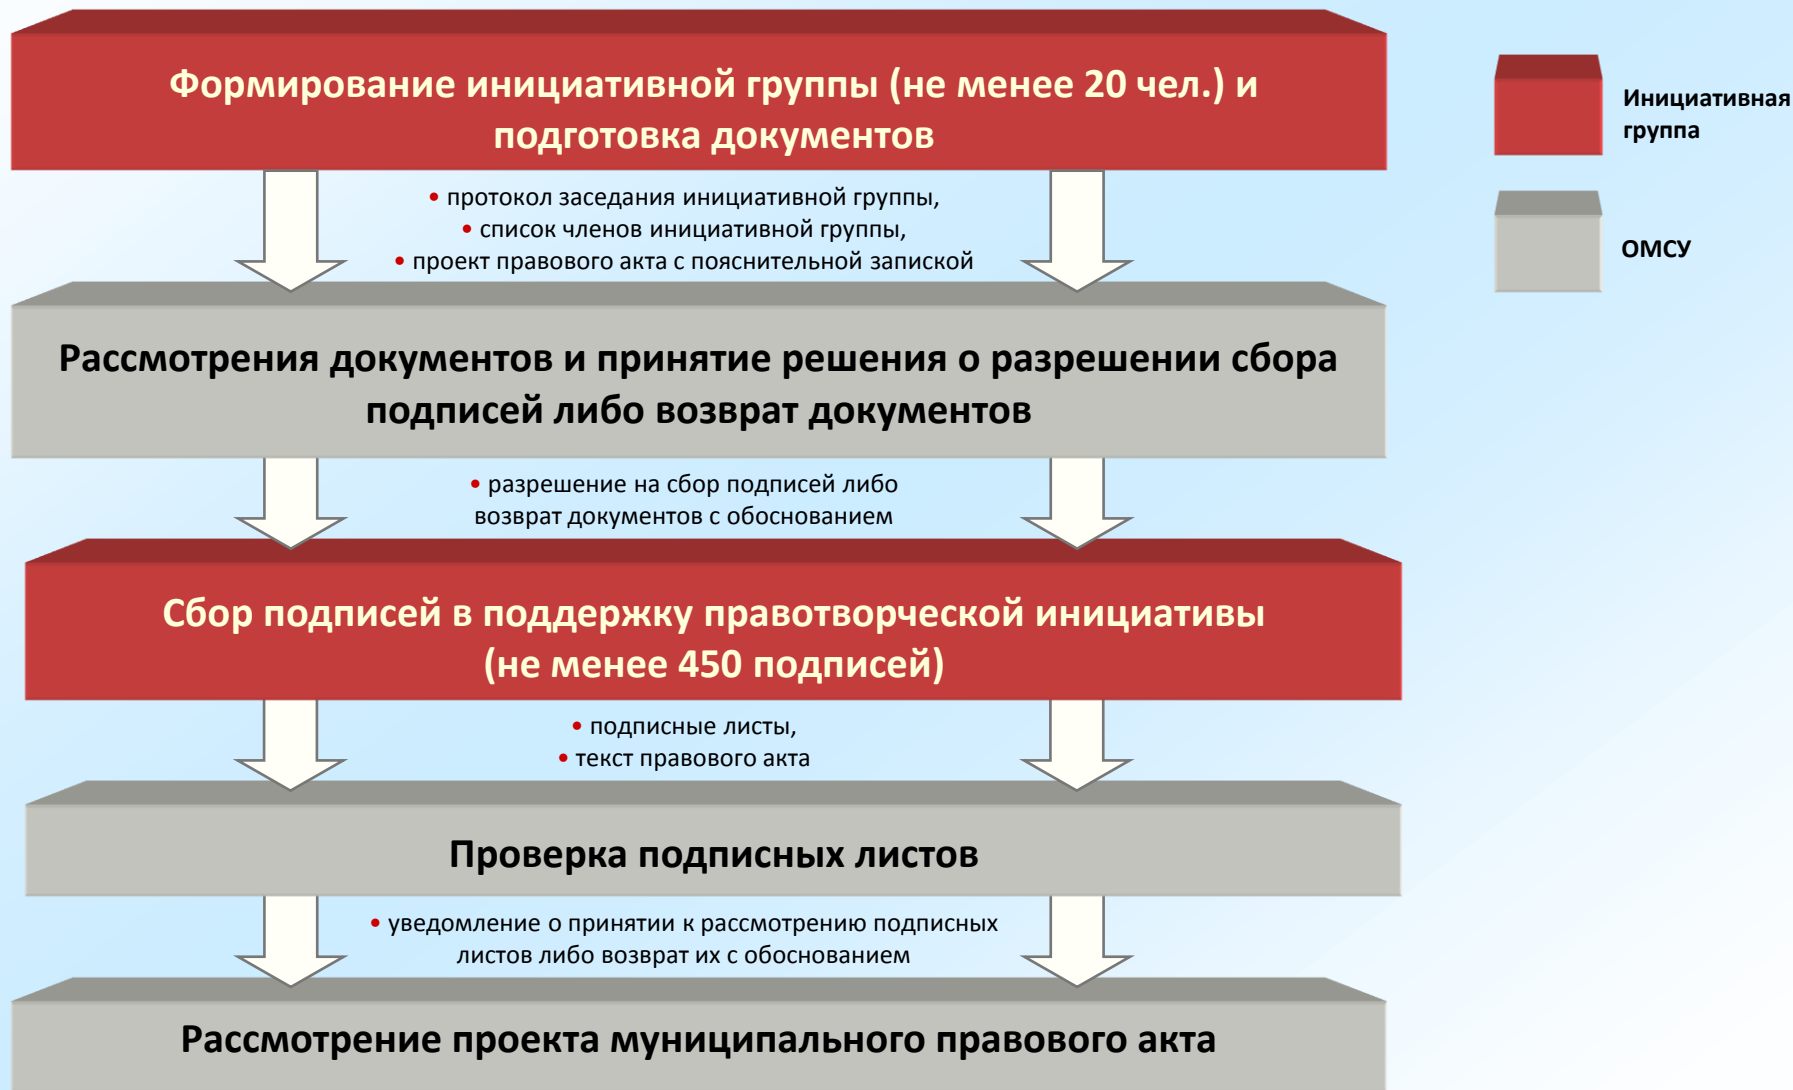 Формирование инициативной группы (не менее 20 чел.) и
подготовка документов
• протокол заседания инициативной группы,
• список членов инициативной группы,
• проект правового акта с пояснительной запиской
Рассмотрения документов и принятие решения о разрешении сбора
подписей либо возврат документов
• разрешение на сбор подписей либо
возврат документов с обоснованием
Сбор подписей в поддержку правотворческой инициативы
(не менее 450 подписей)
• подписные листы,
• текст правового акта
Проверка подписных листов
• уведомление о принятии к рассмотрению подписных
листов либо возврат их с обоснованием
Рассмотрение проекта муниципального правового акта
Инициативная
группа
ОМСУ